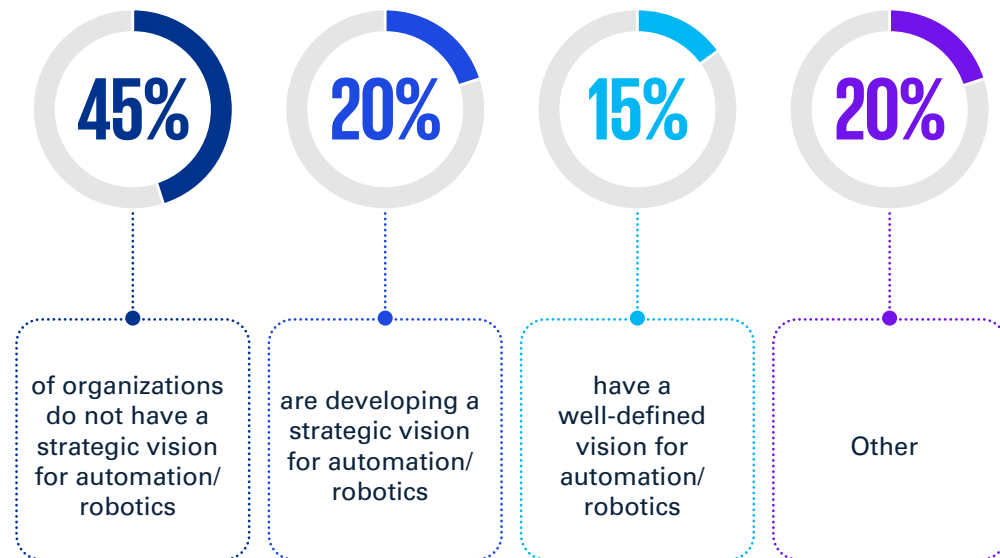 45%
20%
15%
20%
of organizations
do not have a
strategic vision
for automation/
robotics
are developing a
strategic vision
for automation/
robotics
have a
well-defined
vision for
automation/
robotics
Other